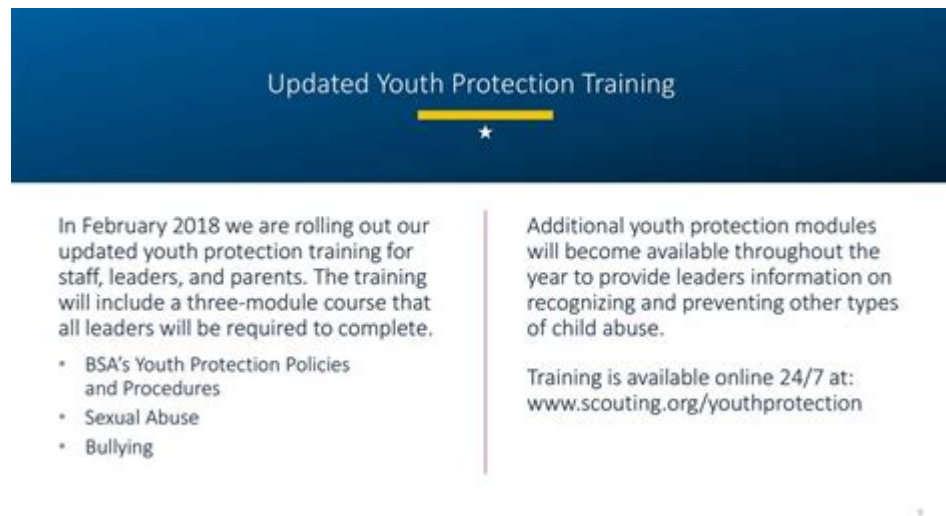 Updated Youth Protection Training
In February 2018 we are rolling out our
updated youth protection training for
staff, leaders, and parents. The training
will include a three-module course that
all leaders will be required to complete.
• BSA's Youth Protection Policies
and Procedures
• Sexual Abuse
• Bullying
Additional youth protection modules
will become available throughout the
year to provide leaders information on
recognizing and preventing other types
of child abuse.
Training is available online 24/7 at:
www.scouting.org/youthprotection